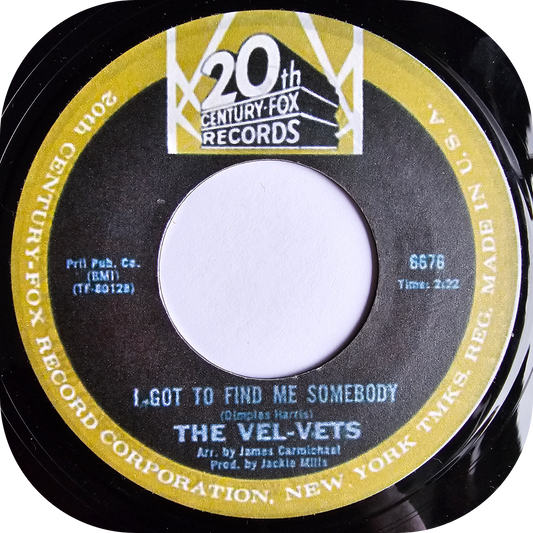 20th
CENTURY-FOX
RECORDS
20th CENTURY-FOX RECORD CORPORATION, NEW YORK TMKS. REG. MADE IN U.S.A.
Pril Pub. Co.
(BMI)
(TF-60128)
6676
Time: 2:22
I GOT TO FIND ME SOMEBODY
(Dimples Harris)
THE VEL-VETS
Arr. by James Carmichael
Prod. by Jackie Mills